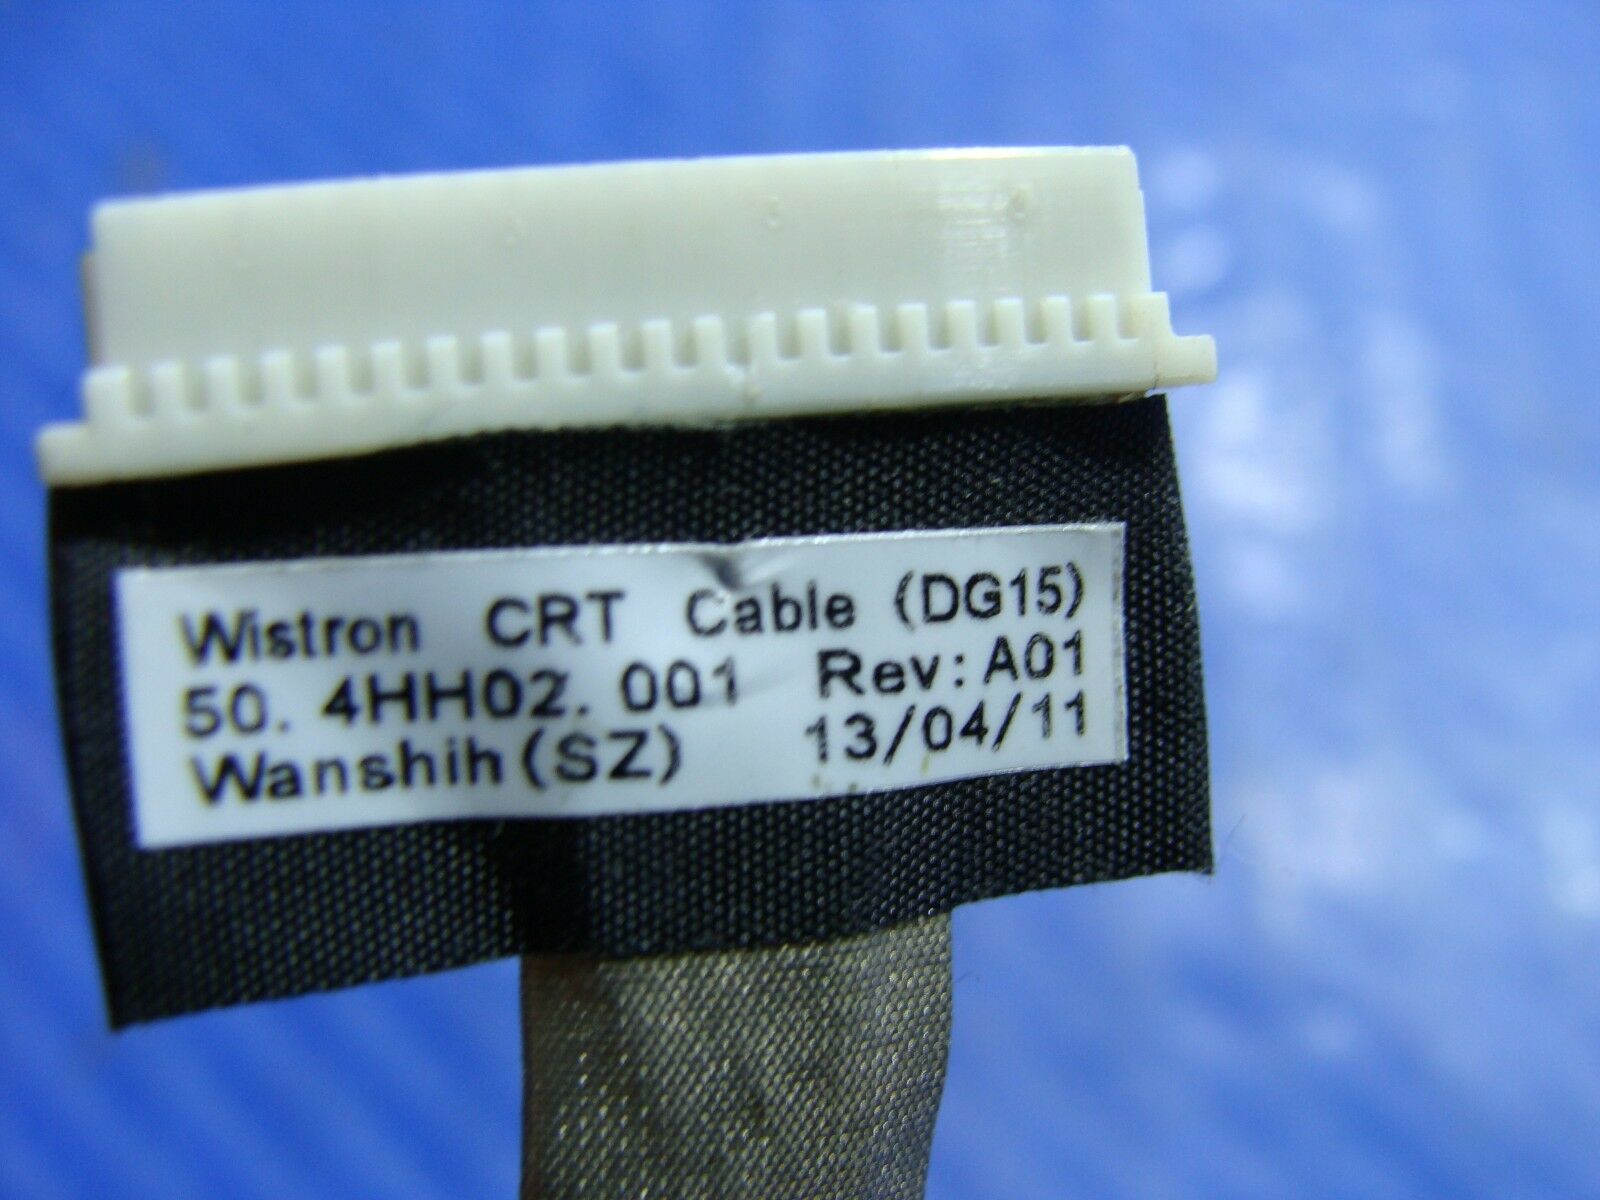 Wistron CRT Cable (DG15)
50. 4HH02. 001 Rev: A01
Wanshih (SZ) 13/04/11